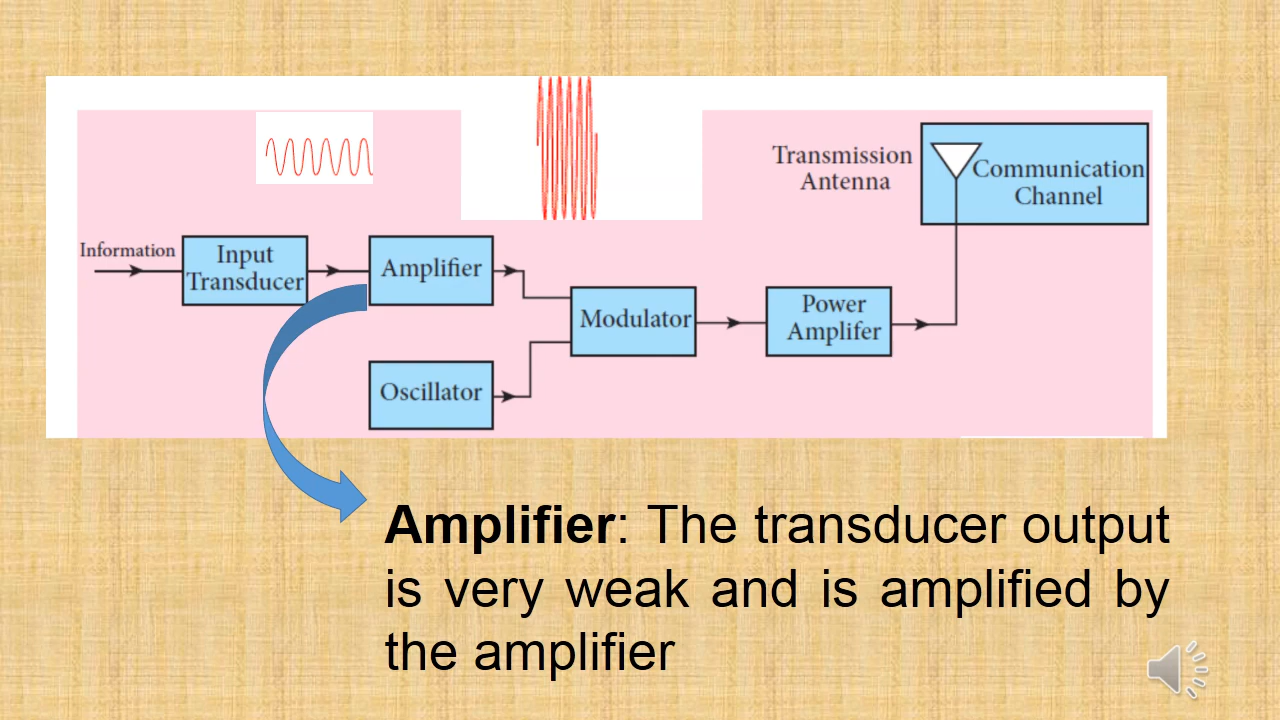 Transmission
Antenna
Communication
Channel
Information
Input
Transducer
Amplifier
Modulator
Power
Amplifer
Oscillator
Amplifier: The transducer output
is very weak and is amplified by
the amplifier